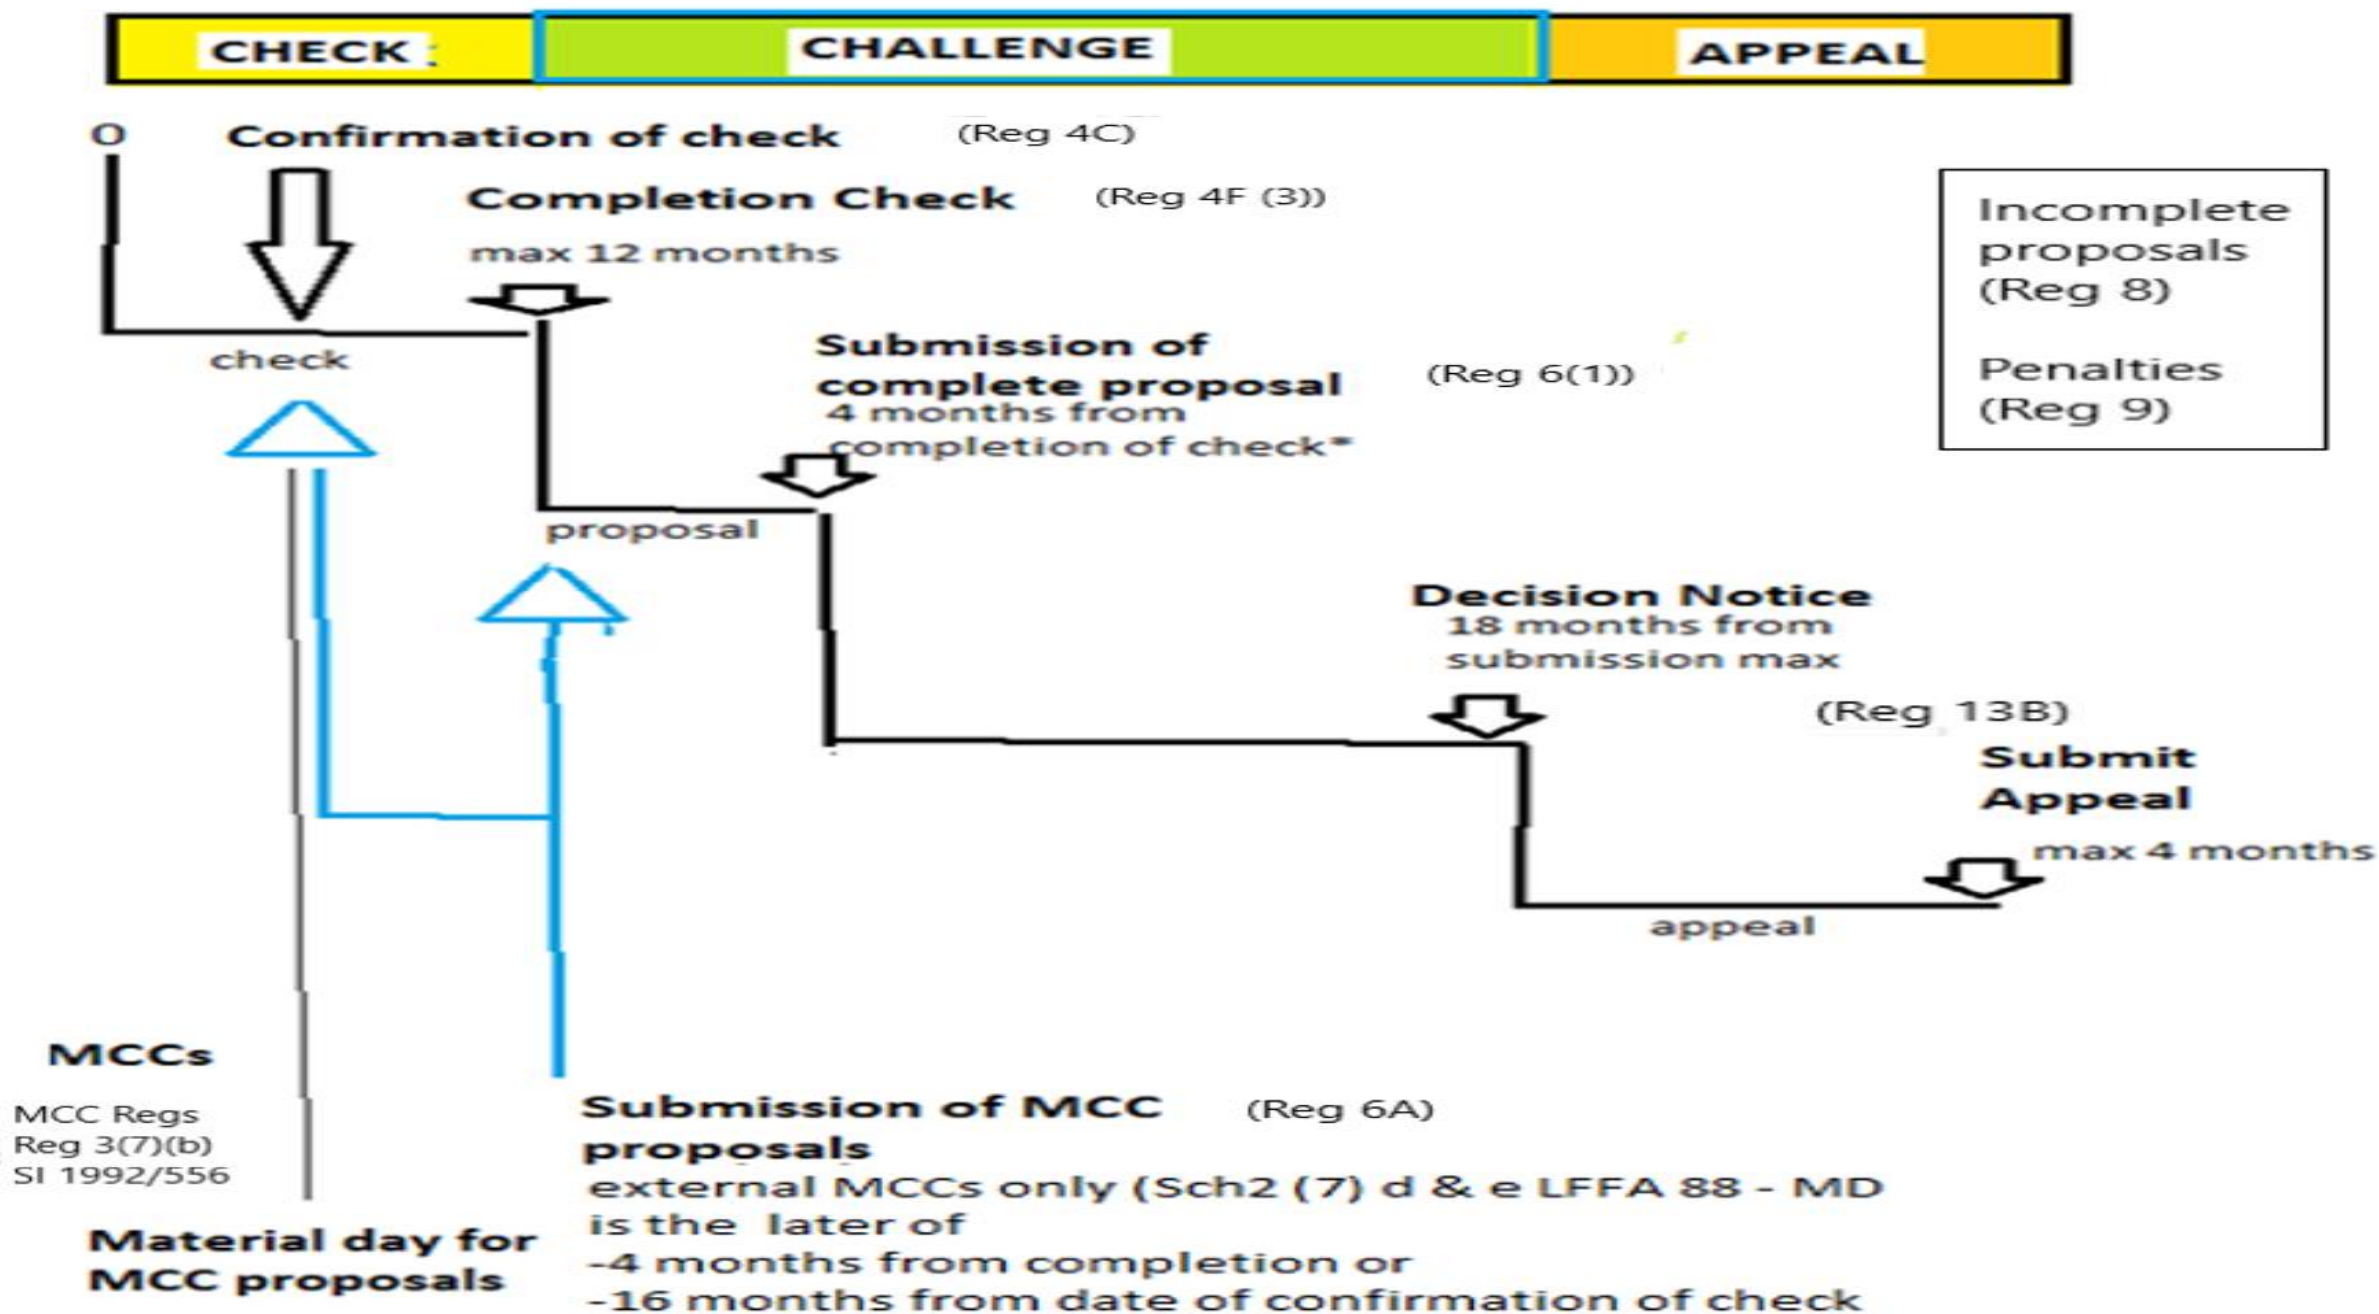 CHECK :
CHALLENGE
APPEAL
0
Confirmation of check (Reg 4C)
Completion Check (Reg 4F (3))
max 12 months
Incomplete
proposals
(Reg 8)
Penalties
(Reg 9)
check
Submission of
complete proposal (Reg 6(1))
4 months from
completion of check*
proposal
Decision Notice
18 months from
submission max
(Reg 13B)
Submit
Appeal
max 4 months
appeal
MCCs
MCC Regs
Reg 3(7)(b)
SI 1992/556
Material day for
MCC proposals
Submission of MCC (Reg 6A)
proposals
external MCCs only (Sch2 (7) d & e LFFA 88 - MD
is the later of
-4 months from completion or
-16 months from date of confirmation of check